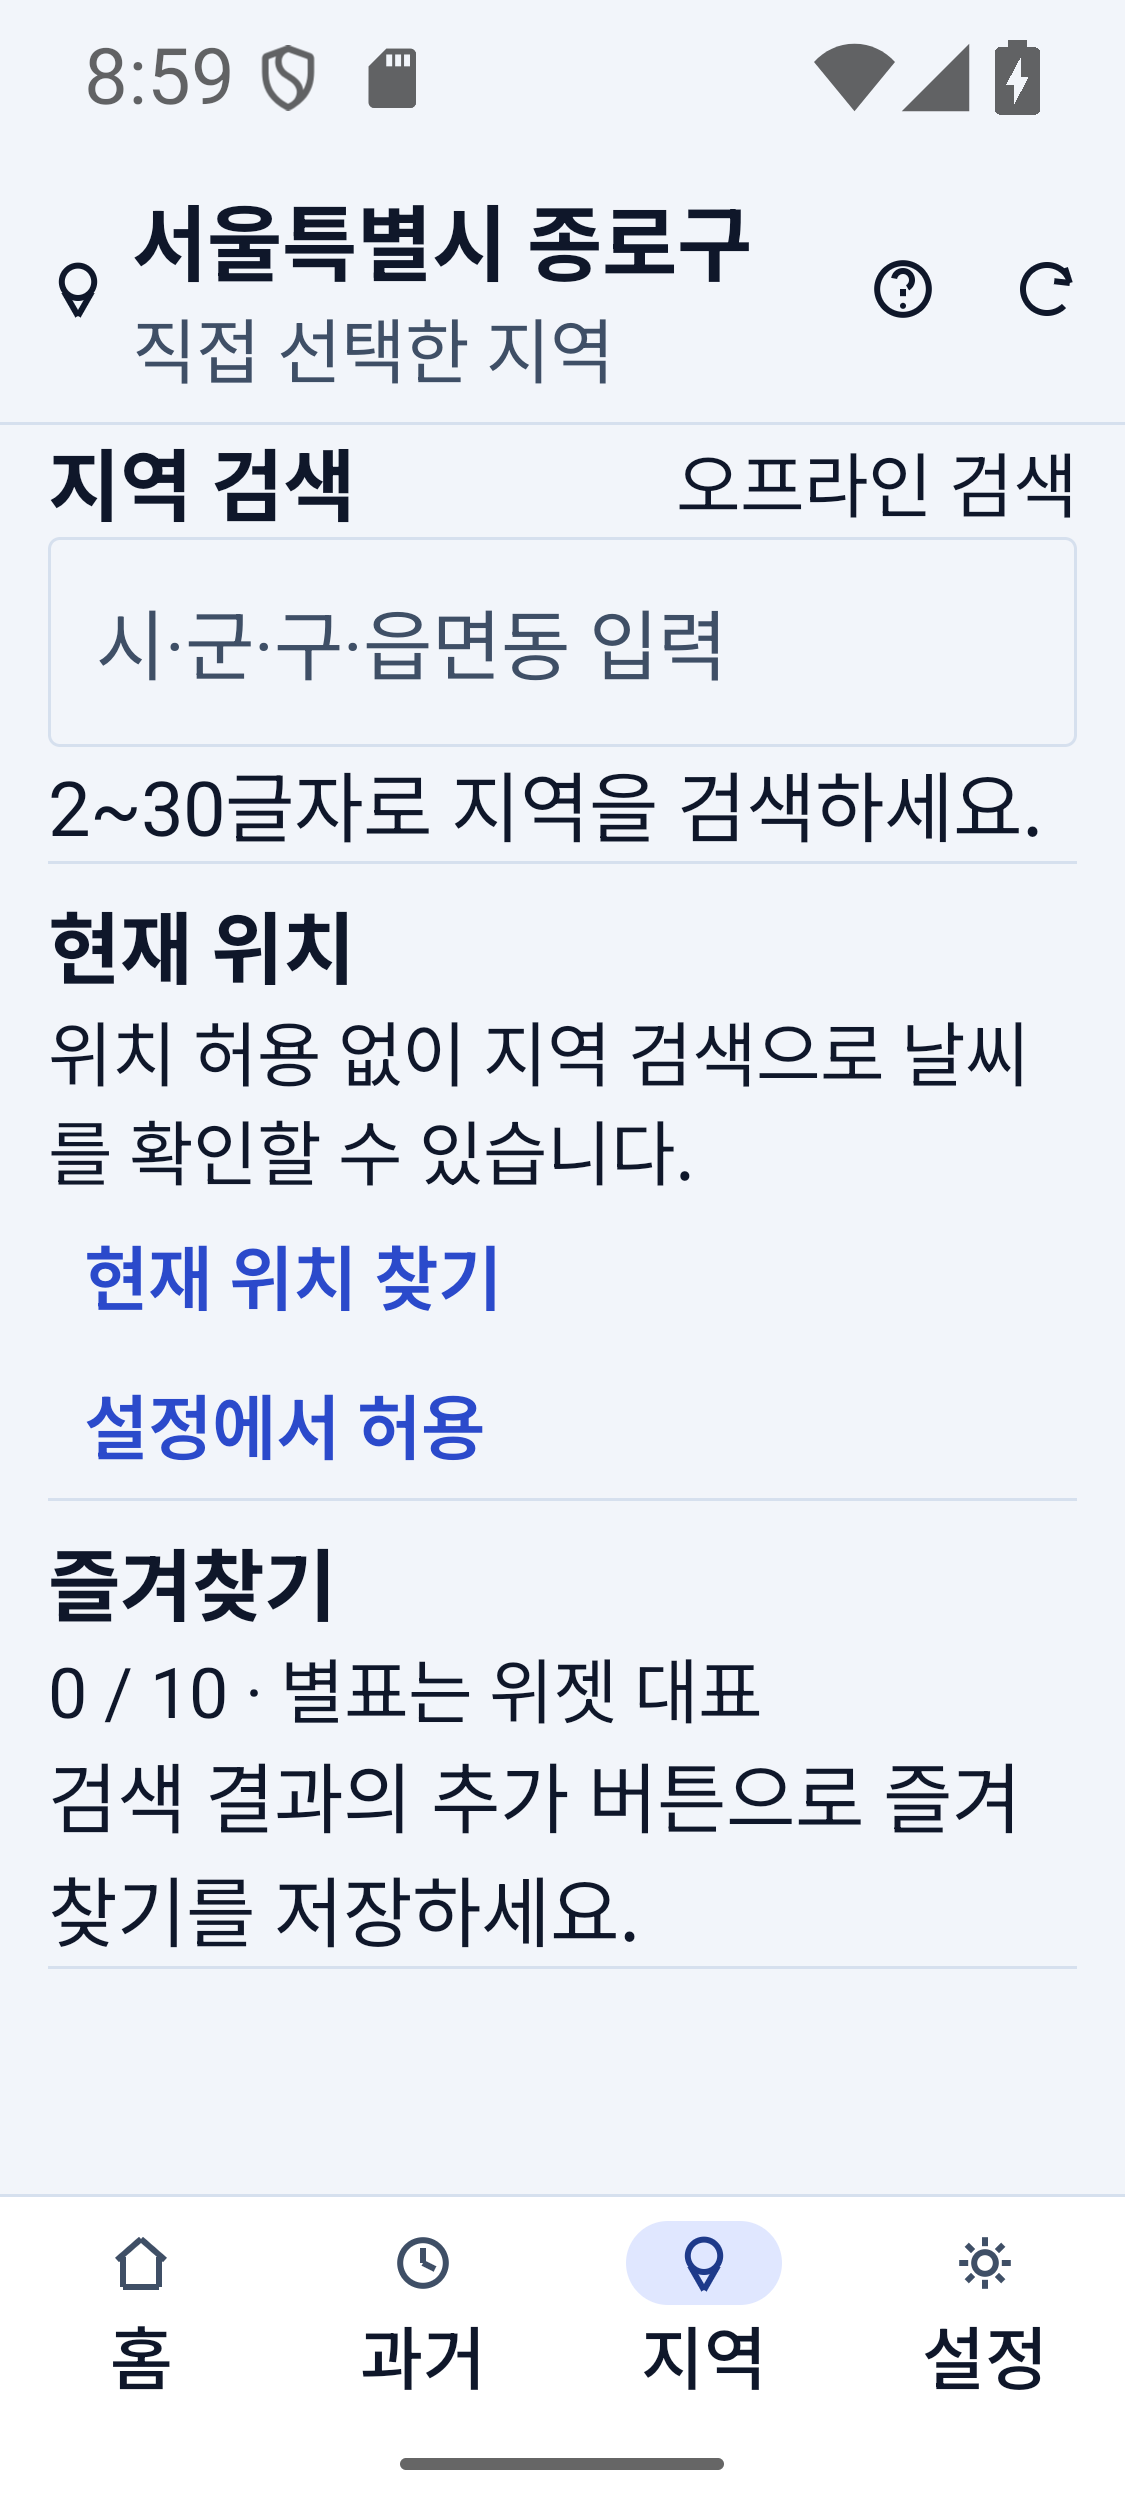 8:59
서울특별시 종로구
직접 선택한 지역
지역 검색
오프라인 검색
시·군·구·읍면동 입력
2~30글자로 지역을 검색하세요.
현재 위치
위치 허용 없이 지역 검색으로 날씨
를 확인할 수 있습니다.
현재 위치 찾기
설정에서 허용
즐겨찾기
0 / 10 · 별표는 위젯 대표
검색 결과의 추가 버튼으로 즐겨
찾기를 저장하세요.
홈
과거
지역
설정